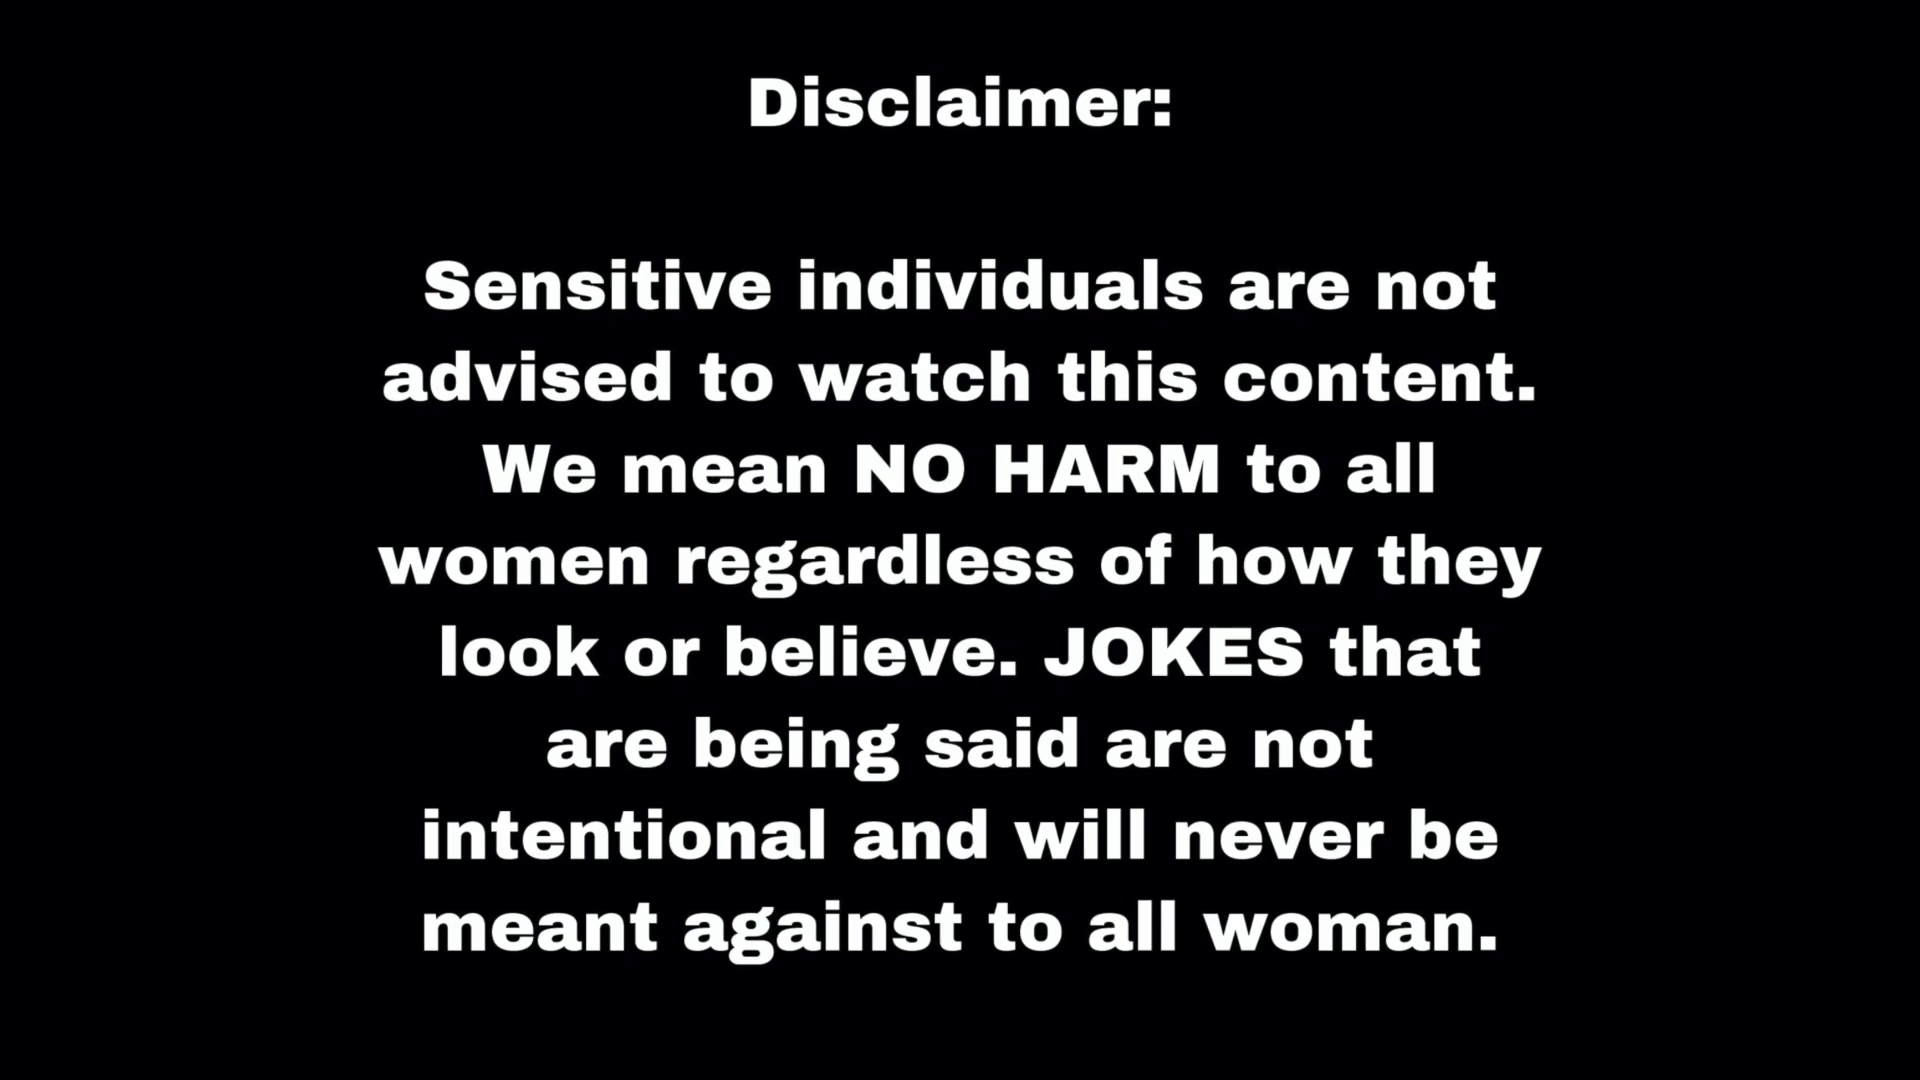 Disclaimer:
Sensitive individuals are not
advised to watch this content.
We mean NO HARM to all
women regardless of how they
look or believe. JOKES that
are being said are not
intentional and will never be
meant against to all woman.